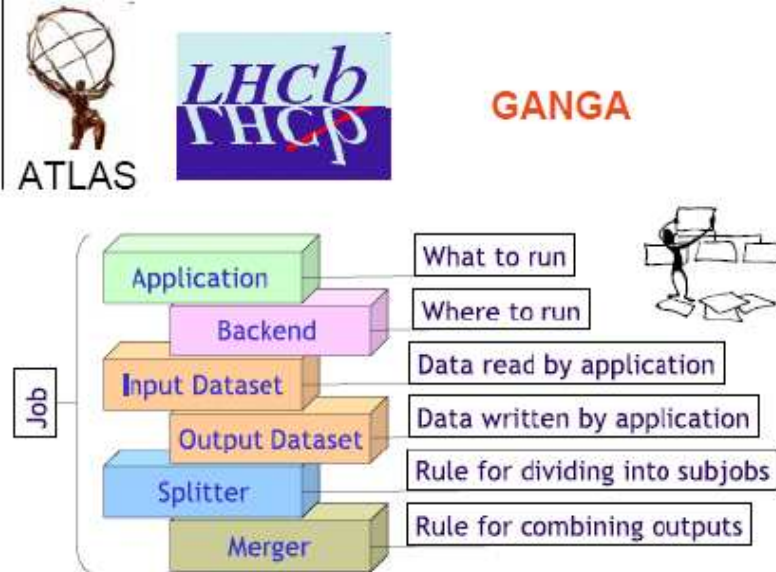 ATLAS
LHCb
LHCb
GANGA
Job
Application
What to run
Backend
Where to run
Input Dataset
Data read by application
Output Dataset
Data written by application
Splitter
Rule for dividing into subjobs
Merger
Rule for combining outputs